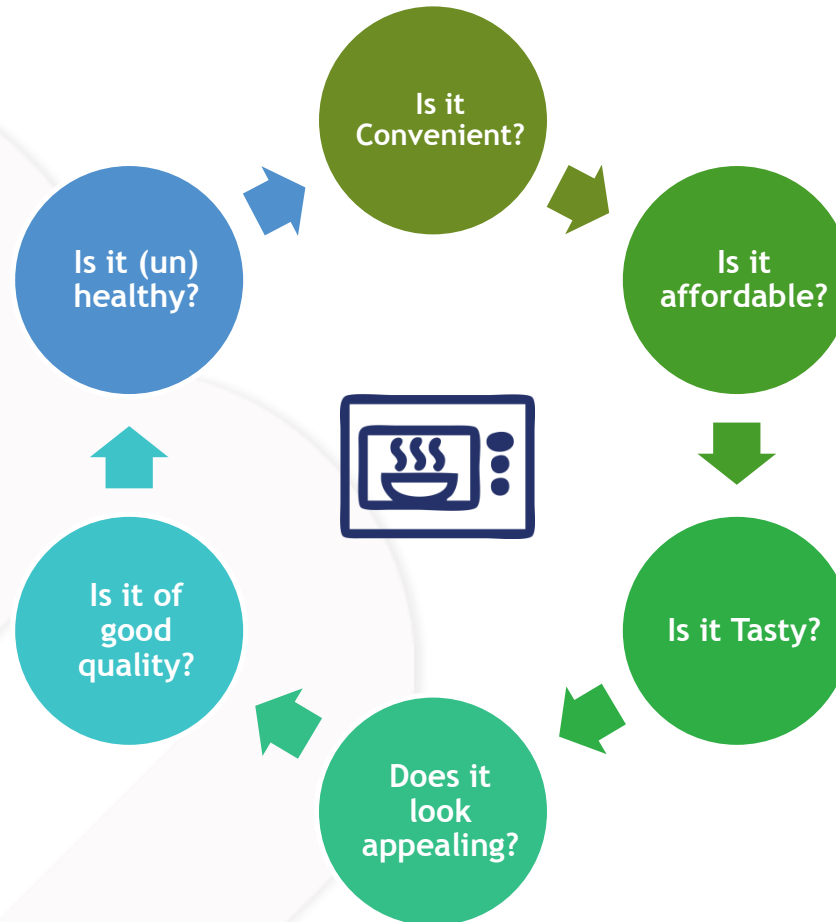 Is it
Convenient?
Is it
affordable?
Is it Tasty?
Does it
look
appealing?
Is it of
good
quality?
Is it (un)
healthy?